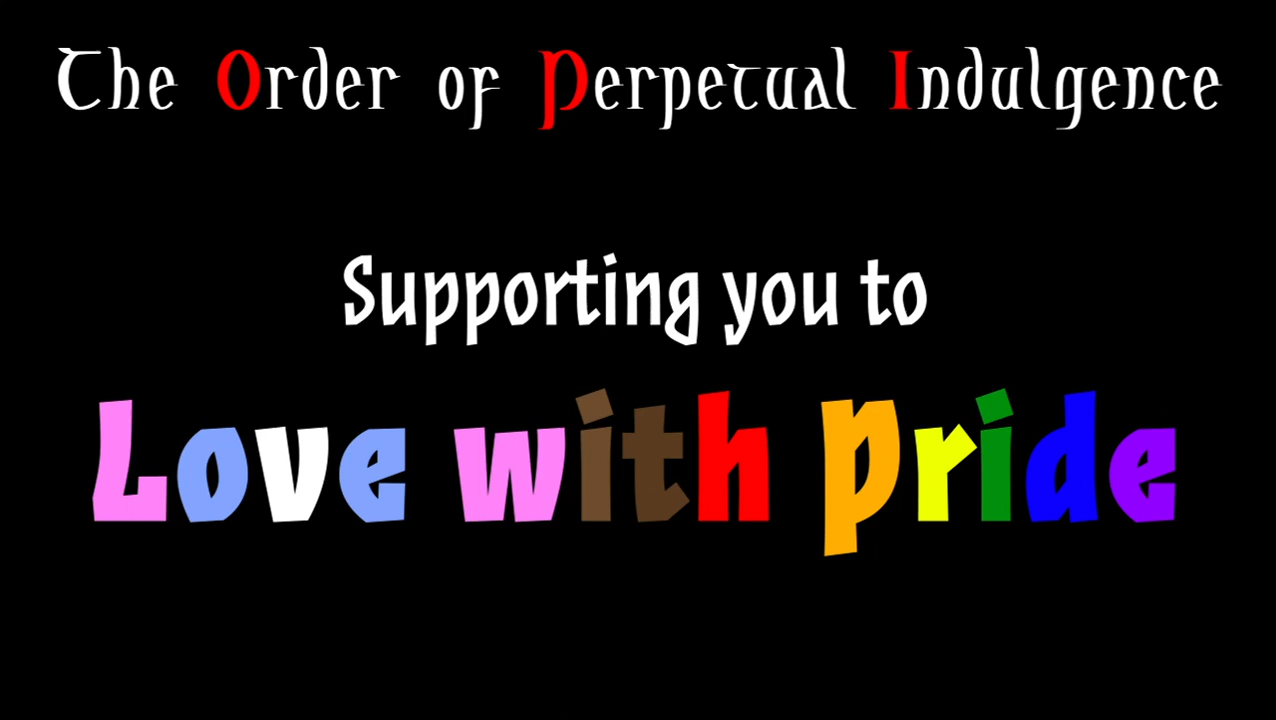 The Order of Perpetual Indulgence
Supporting you to
Love with Pride